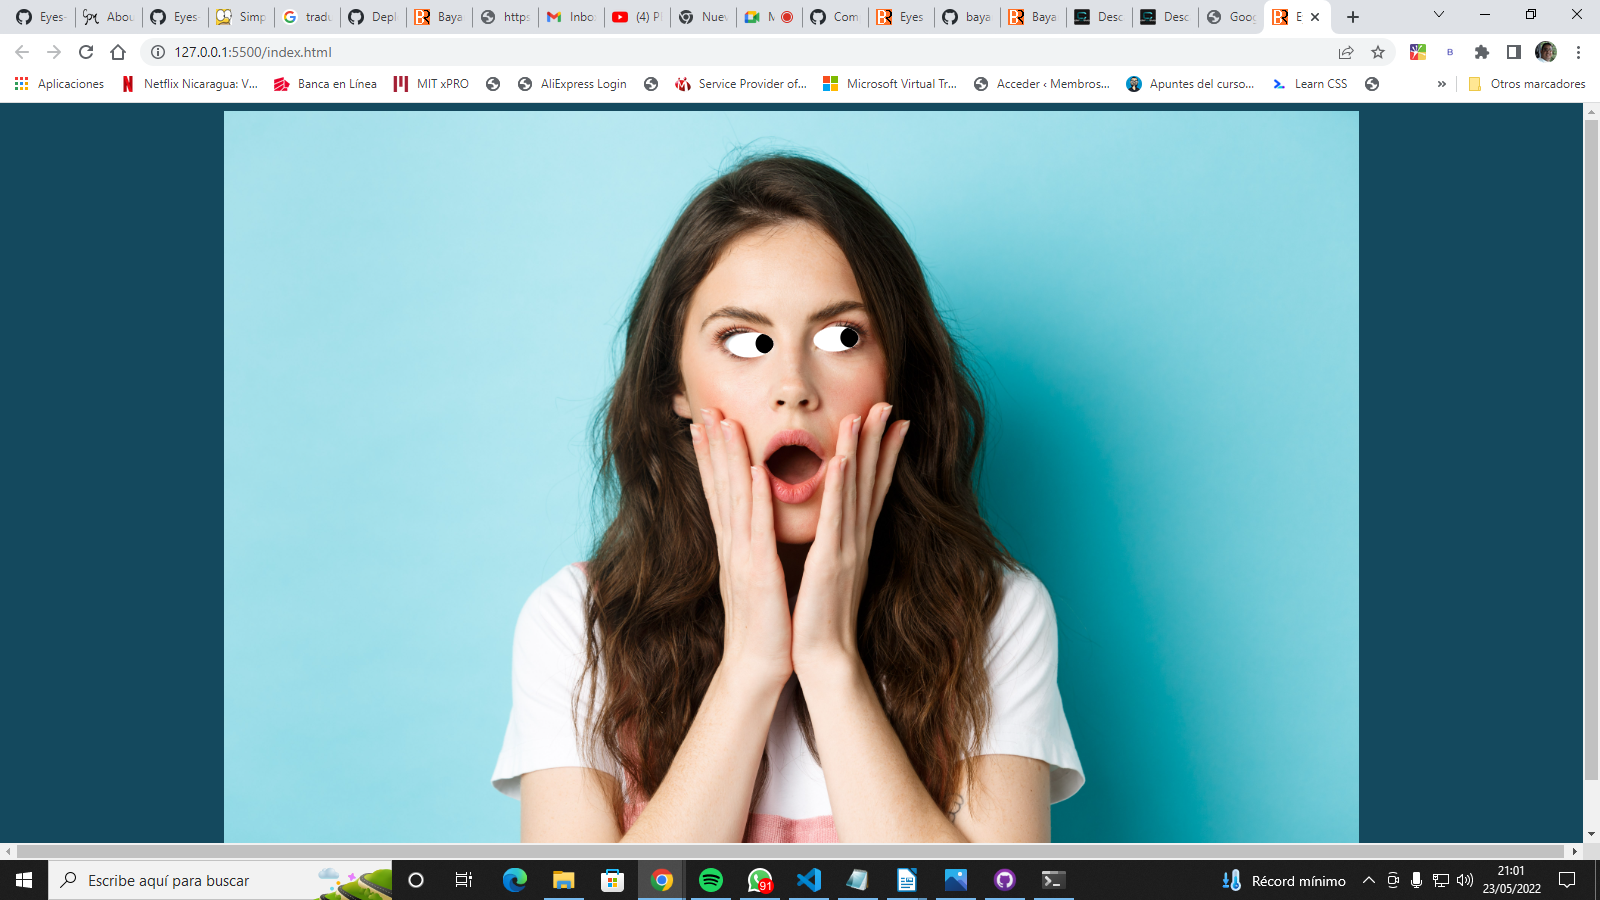 Eyes- Abou Eyes Simp tradu Depl Baya https Inbo (4) Pl Nuev M Com Eyes baya Baya Desc Desc Goog E
127.0.0.1:5500/index.html
Aplicaciones Netflix Nicaragua: V... Banca en Línea MIT xPRO AliExpress Login Service Provider of... Microsoft Virtual Tr... Acceder ‹ Membros... Apuntes del curso... Learn CSS » Otros marcadores
Escribe aquí para buscar 91 Récord mínimo 21:01
23/05/2022